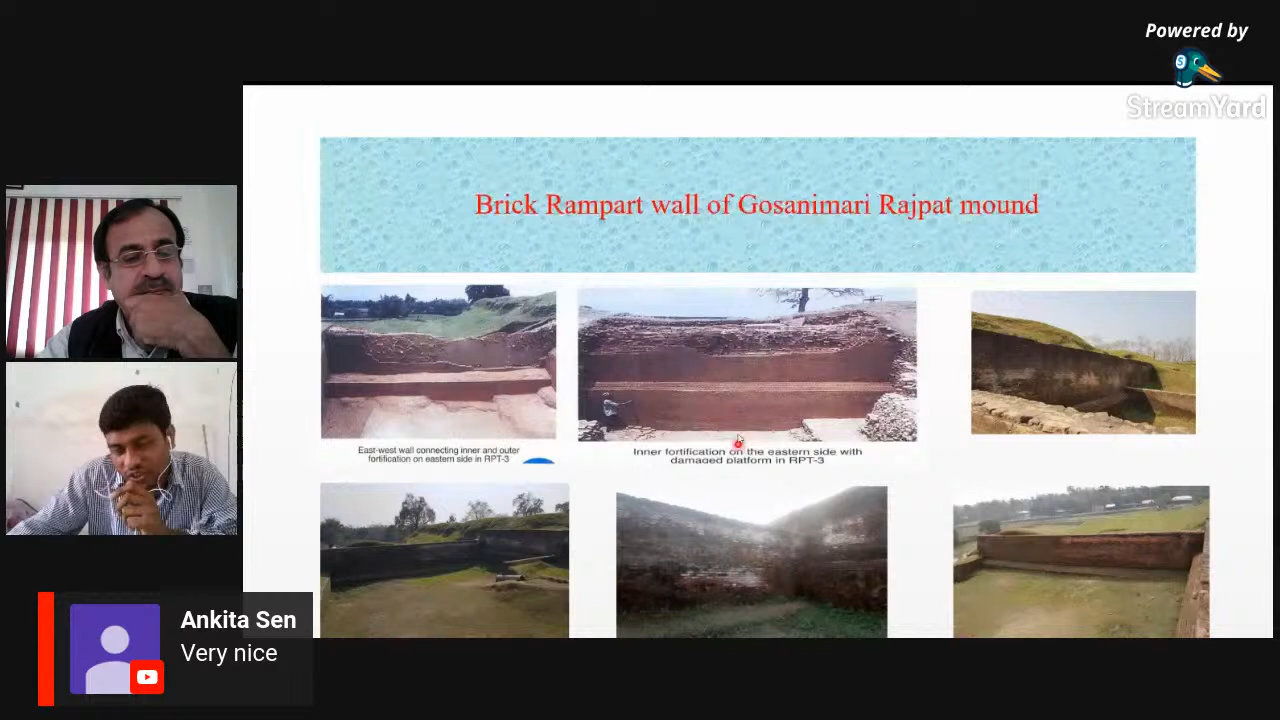 Powered by
S
StreamYard
Brick Rampart wall of Gosanimari Rajpat mound
East-west wall connecting inner and outer
fortification on eastern side in RPT-3
Inner fortification on the eastern side with
damaged platform in RPT-3
Ankita Sen
Very nice